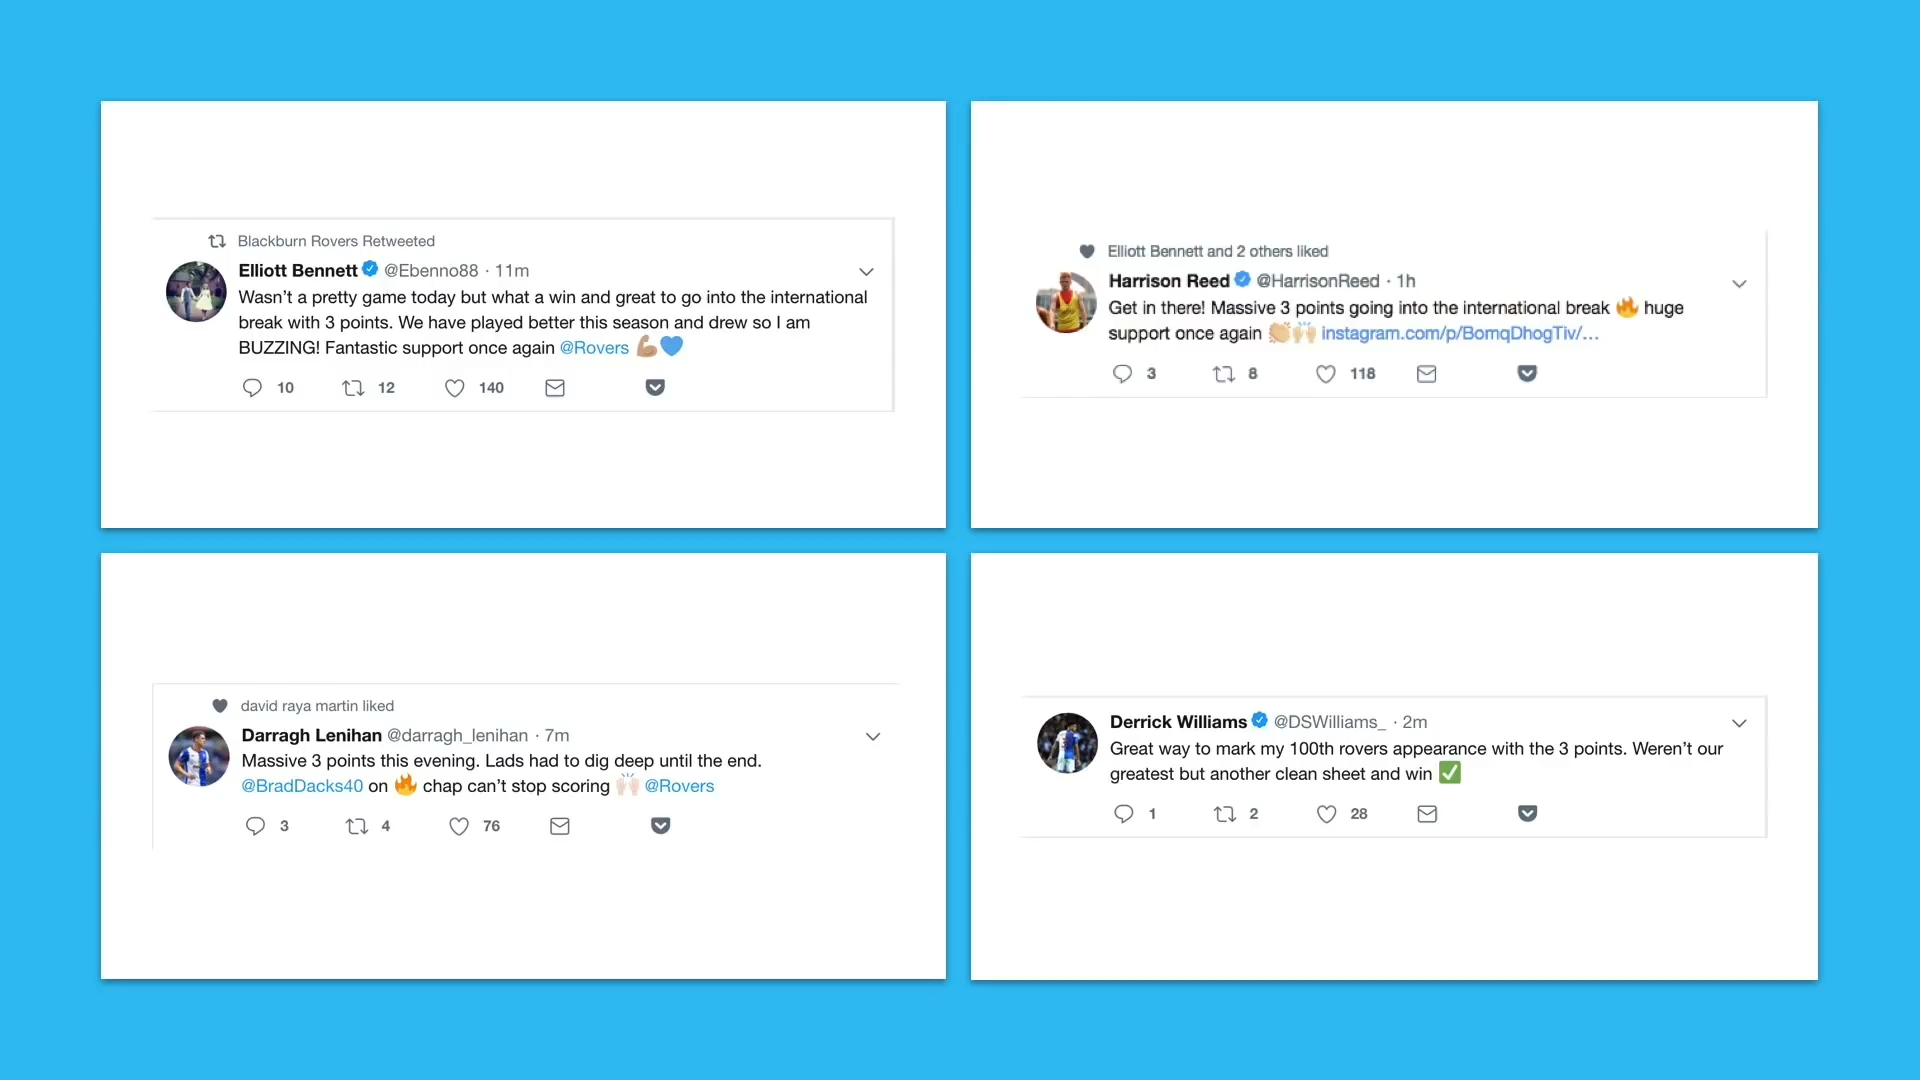 Blackburn Rovers Retweeted
Elliott Bennett @Ebenno88 · 11m
Wasn't a pretty game today but what a win and great to go into the international
break with 3 points. We have played better this season and drew so I am
BUZZING! Fantastic support once again @Rovers 💪🏽💙
10 12 140
Elliott Bennett and 2 others liked
Harrison Reed @HarrisonReed · 1h
Get in there! Massive 3 points going into the international break 🔥 huge
support once again 👏🏼🙌🏼 instagram.com/p/BomqDhogTiv/...
3 8 118
david raya martin liked
Darragh Lenihan @darragh_lenihan · 7m
Massive 3 points this evening. Lads had to dig deep until the end.
@BradDacks40 on 🔥 chap can't stop scoring 🙌🏻 @Rovers
3 4 76
Derrick Williams @DSWilliams_ · 2m
Great way to mark my 100th rovers appearance with the 3 points. Weren't our
greatest but another clean sheet and win ✅
1 2 28